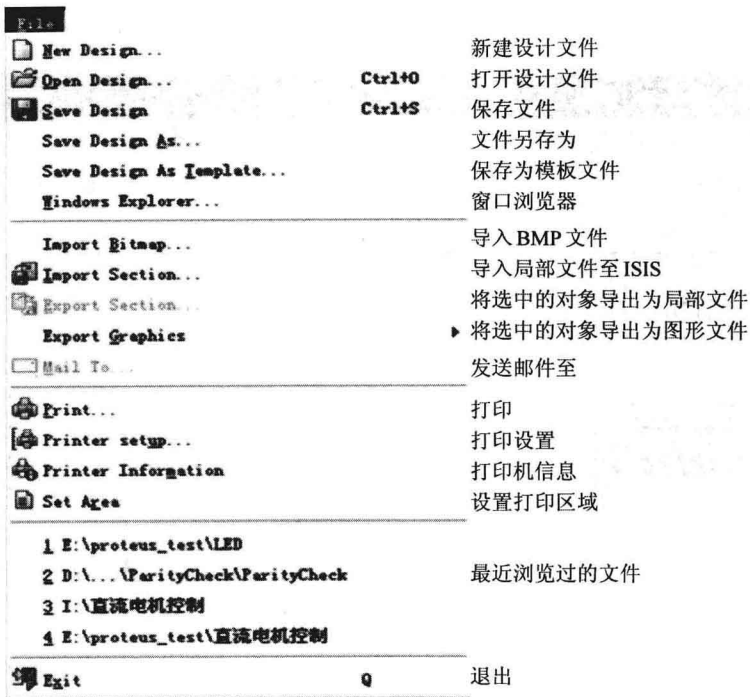 File
New Design... 新建设计文件
Open Design... Ctrl+O 打开设计文件
Save Design Ctrl+S 保存文件
Save Design As... 文件另存为
Save Design As Template... 保存为模板文件
Windows Explorer... 窗口浏览器
Import Bitmap... 导入BMP文件
Import Section... 导入局部文件至ISIS
Export Section... 将选中的对象导出为局部文件
Export Graphics 将选中的对象导出为图形文件
Mail To... 发送邮件至
Print... 打印
Printer setup... 打印设置
Printer Information 打印机信息
Set Area 设置打印区域
1 E:\proteus_test\LED
2 D:\...\ParityCheck\ParityCheck 最近浏览过的文件
3 I:\直流电机控制
4 E:\proteus_test\直流电机控制
Exit Q 退出